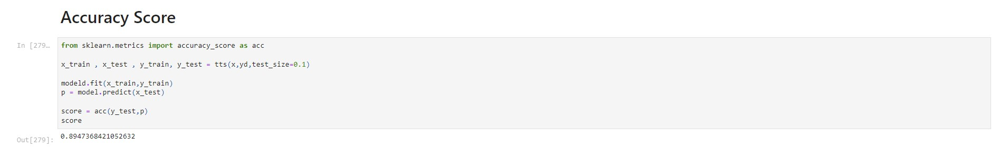 Accuracy Score
In [279…
from sklearn.metrics import accuracy_score as acc
x_train , x_test , y_train, y_test = tts(x,yd,test_size=0.1)
modeld.fit(x_train,y_train)
p = model.predict(x_test)
score = acc(y_test,p)
score
Out[279]:
0.8947368421052632